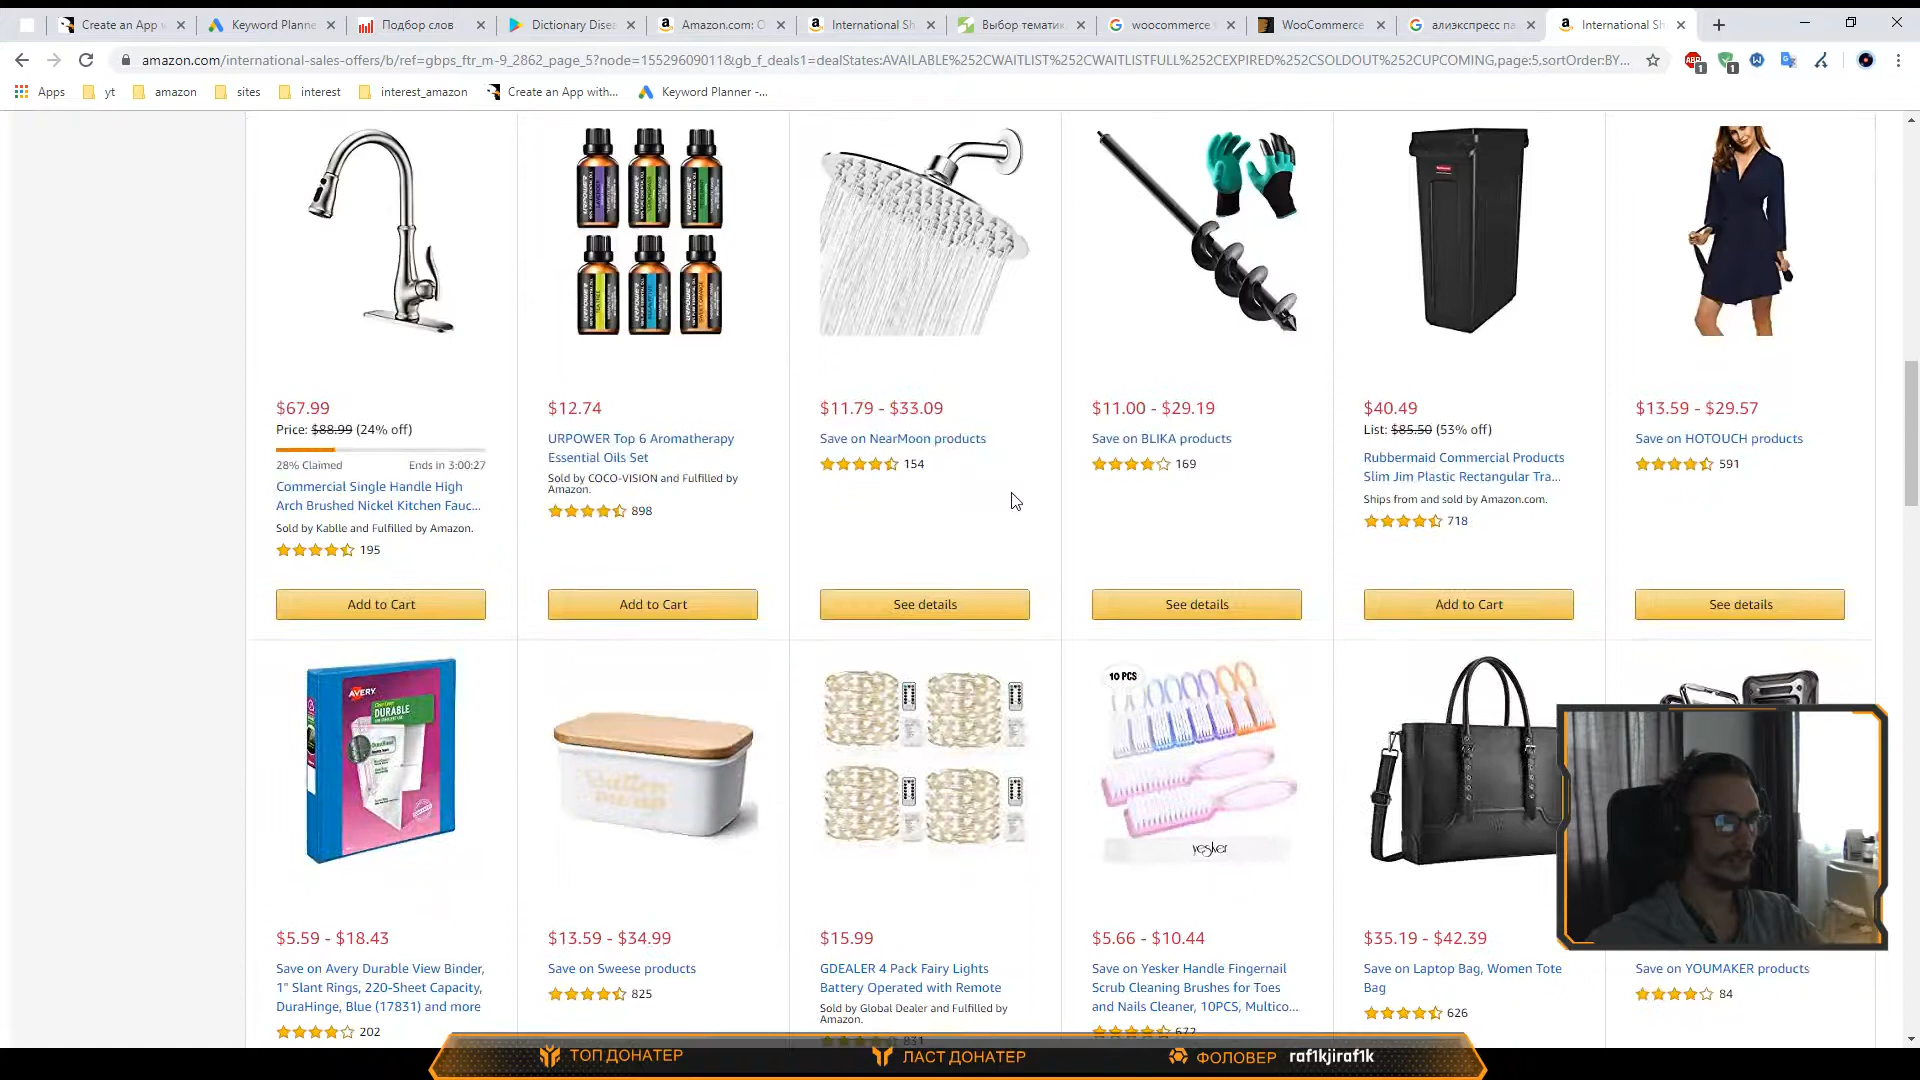 Create an App w
Keyword Planne
Подбор слов
Dictionary Dise
Amazon.com: O
International Sh
Выбор тематик
woocommerce
WooCommerce
алиэкспресс па
International Sh
amazon.com/international-sales-offers/b/ref=gbps_ftr_m-9_2862_page_5?node=15529609011&gb_f_deals1=dealStates:AVAILABLE%252CWAITLIST%252CWAITLISTFULL%252CEXPIRED%252CSOLDOUT%252CUPCOMING,page:5,sortOrder:BY...
Apps
yt
amazon
sites
interest
interest_amazon
Create an App with...
Keyword Planner -...
$67.99
Price: $88.99 (24% off)
28% Claimed
Ends in 3:00:27
Commercial Single Handle High
Arch Brushed Nickel Kitchen Fauc...
Sold by Kablle and Fulfilled by Amazon.
195
Add to Cart
$12.74
URPOWER Top 6 Aromatherapy
Essential Oils Set
Sold by COCO-VISION and Fulfilled by
Amazon.
898
Add to Cart
$11.79 - $33.09
Save on NearMoon products
154
See details
$11.00 - $29.19
Save on BLIKA products
169
See details
$40.49
List: $85.50 (53% off)
Rubbermaid Commercial Products
Slim Jim Plastic Rectangular Tra...
Ships from and sold by Amazon.com.
718
Add to Cart
$13.59 - $29.57
Save on HOTOUCH products
591
See details
AVERY
DURABLE
$5.59 - $18.43
Save on Avery Durable View Binder,
1" Slant Rings, 220-Sheet Capacity,
DuraHinge, Blue (17831) and more
202
$13.59 - $34.99
Save on Sweese products
825
$15.99
GDEALER 4 Pack Fairy Lights
Battery Operated with Remote
Sold by Global Dealer and Fulfilled by
Amazon.
831
10 PCS
yesker
$5.66 - $10.44
Save on Yesker Handle Fingernail
Scrub Cleaning Brushes for Toes
and Nails Cleaner, 10PCS, Multico...
672
$35.19 - $42.39
Save on Laptop Bag, Women Tote
Bag
626
Save on YOUMAKER products
84
ТОП ДОНАТЕР
ЛАСТ ДОНАТЕР
ФОЛОВЕР raf1kjiraf1k